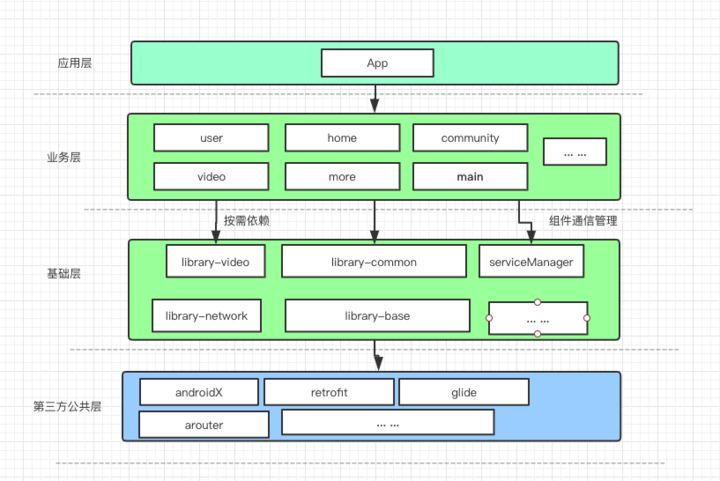 应用层
App
业务层
user
home
community
... ...
video
more
main
按需依赖
组件通信管理
基础层
library-video
library-common
serviceManager
library-network
library-base
... ...
第三方公共层
androidX
retrofit
glide
arouter
... ...